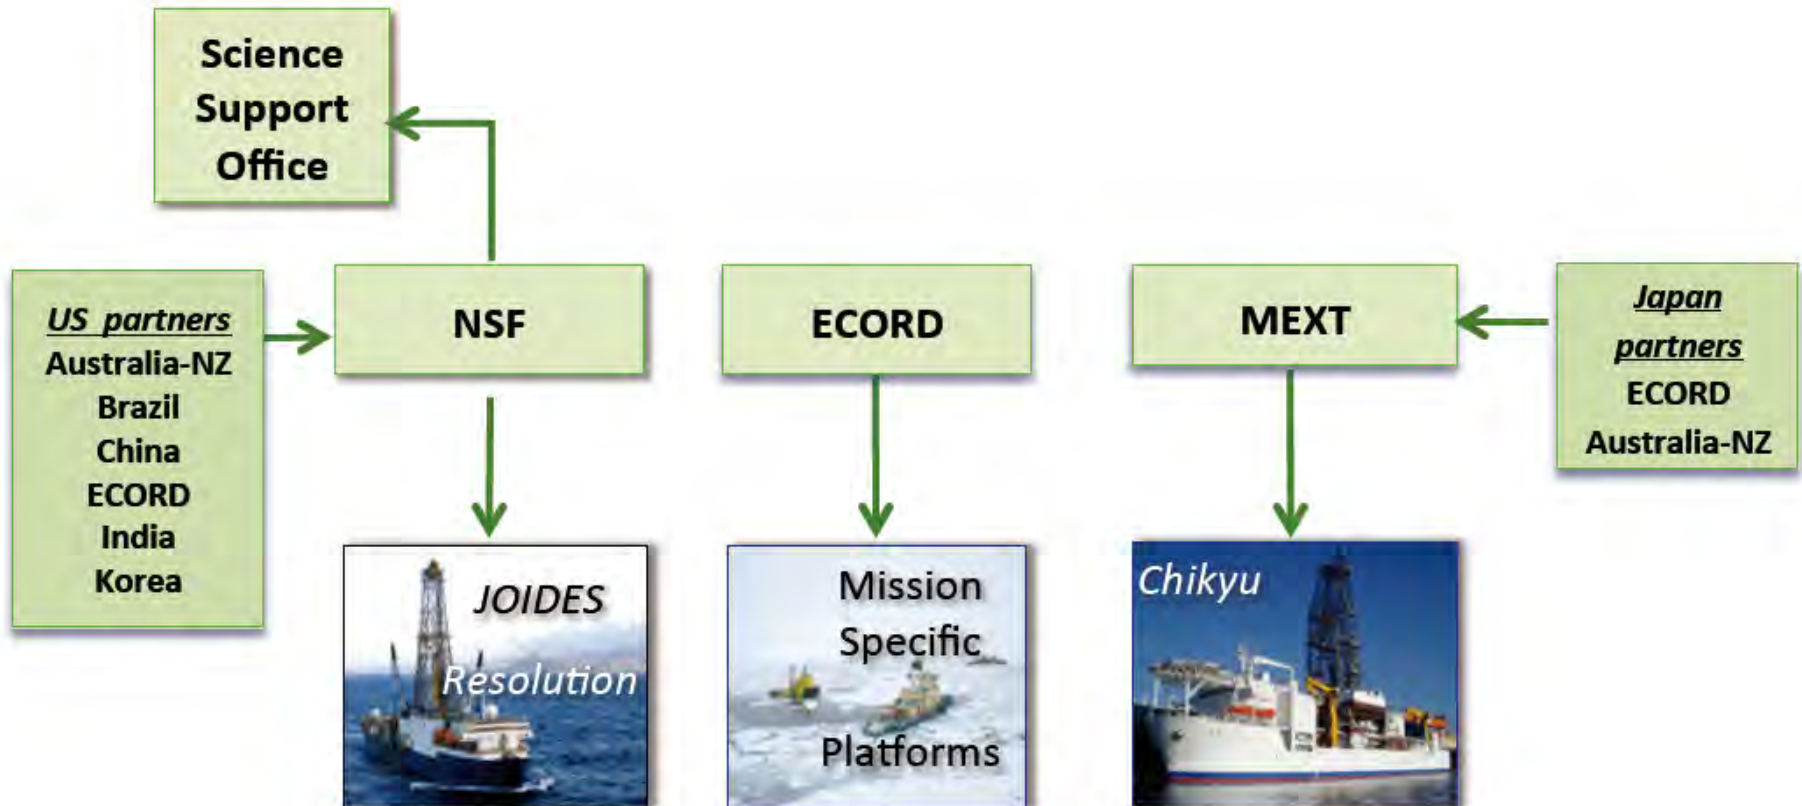 Science
Support
Office
US partners
Australia-NZ
Brazil
China
ECORD
India
Korea
NSF
ECORD
MEXT
Japan
partners
ECORD
Australia-NZ
JOIDES
Resolution
Mission
Specific
Platforms
Chikyu